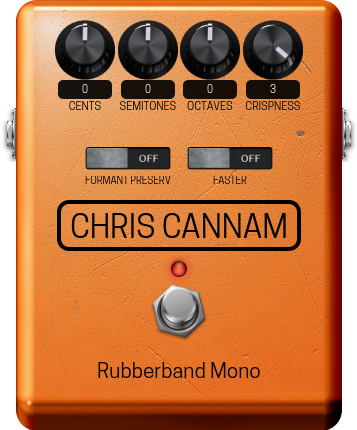 0 0 0 3
CENTS SEMITONES OCTAVES CRISPNESS
OFF OFF
FORMANT PRESERV FASTER
CHRIS CANNAM
Rubberband Mono